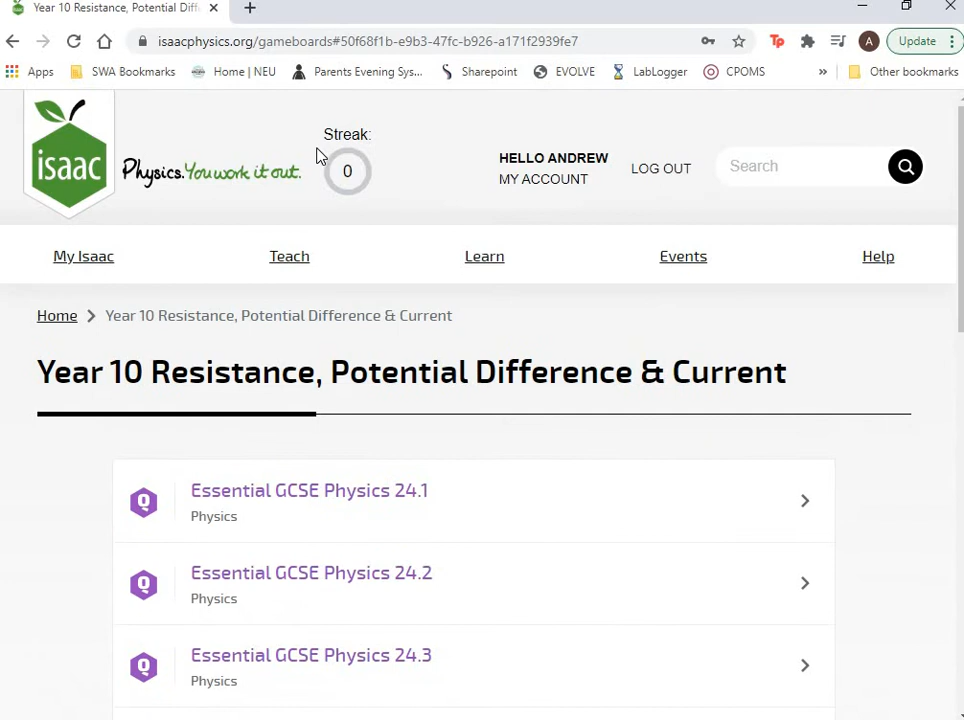 Year 10 Resistance, Potential Diff
isaacphysics.org/gameboards#50f68f1b-e9b3-47fc-b926-a171f2939fe7
Tp
A
Update
Apps
SWA Bookmarks
Home | NEU
Parents Evening Sys...
Sharepoint
EVOLVE
LabLogger
CPOMS
»
Other bookmarks
isaac
Physics. You work it out.
Streak:
0
HELLO ANDREW
MY ACCOUNT
LOG OUT
Search
My Isaac
Teach
Learn
Events
Help
Home
Year 10 Resistance, Potential Difference & Current
Year 10 Resistance, Potential Difference & Current
Q
Essential GCSE Physics 24.1
Physics
Q
Essential GCSE Physics 24.2
Physics
Q
Essential GCSE Physics 24.3
Physics